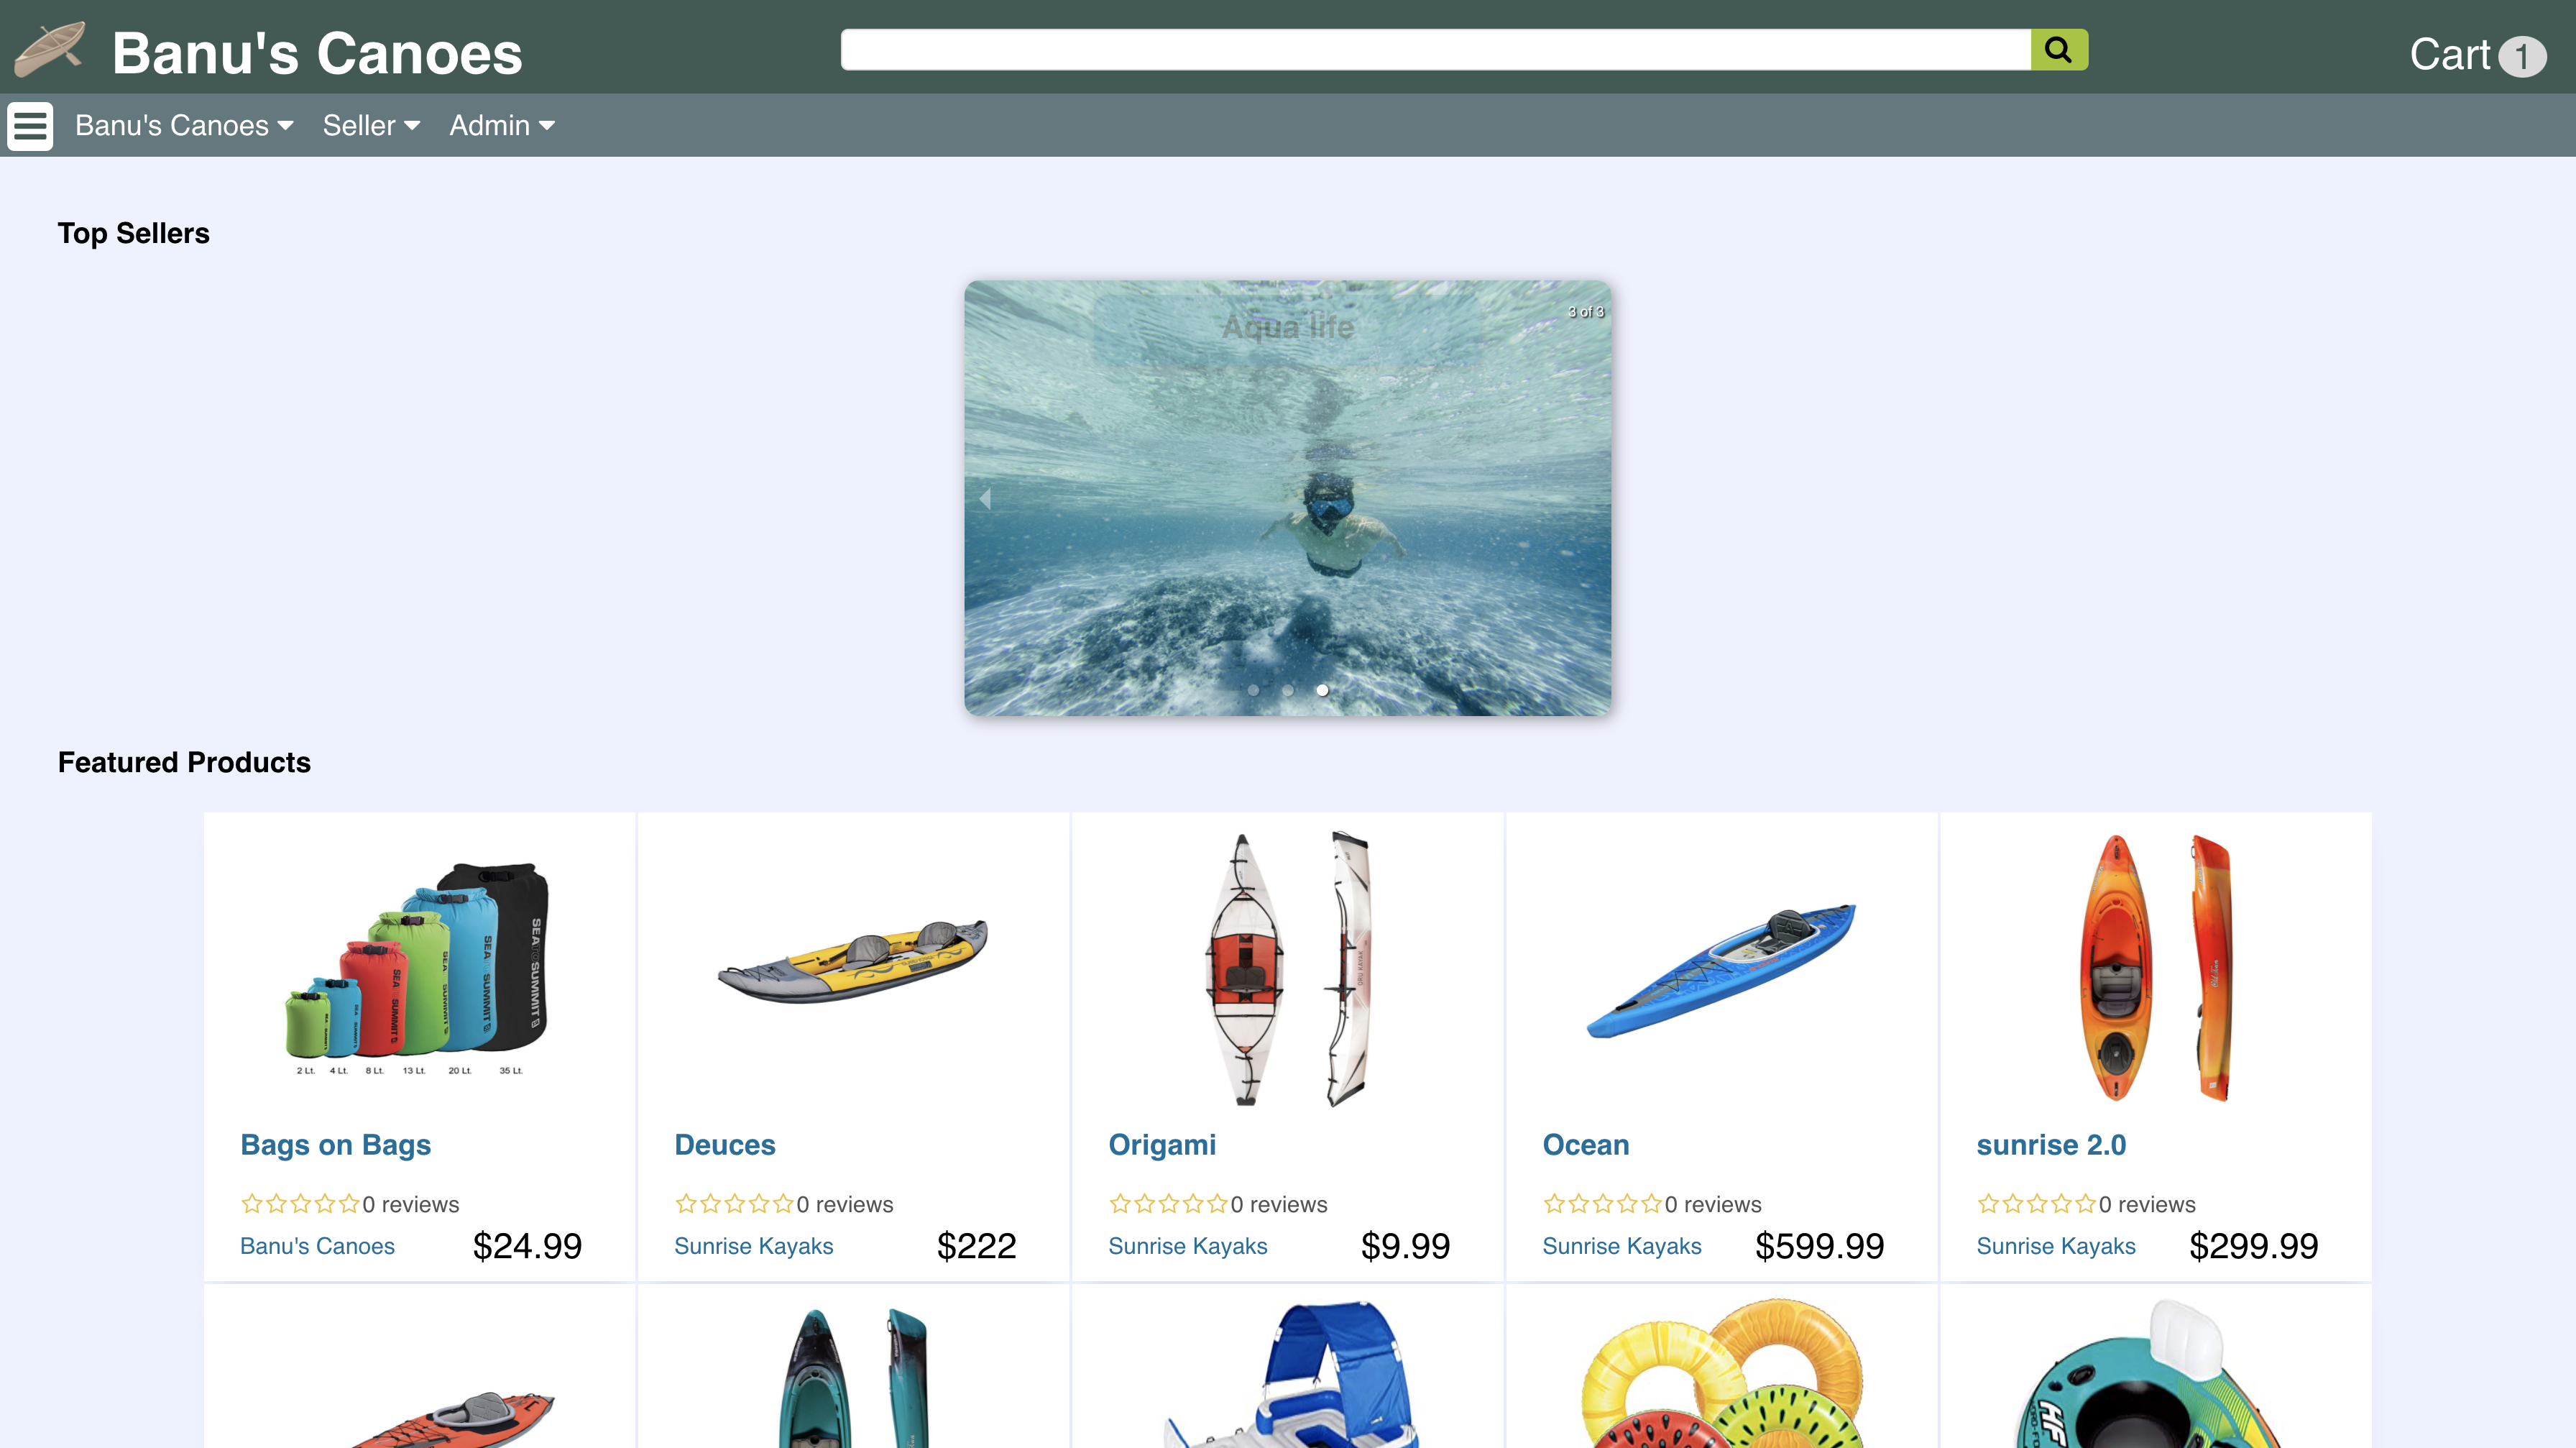 Banu's Canoes
Cart 1
Banu's Canoes Seller Admin
Top Sellers
Aqua life
3 of 3
Featured Products
SEA TO SUMMIT
2 Lt. 4 Lt. 8 Lt. 13 Lt. 20 Lt. 35 Lt.
ORU KAYAK
Bags on Bags
0 reviews
Banu's Canoes $24.99
Deuces
0 reviews
Sunrise Kayaks $222
Origami
0 reviews
Sunrise Kayaks $9.99
Ocean
0 reviews
Sunrise Kayaks $599.99
sunrise 2.0
0 reviews
Sunrise Kayaks $299.99
HF